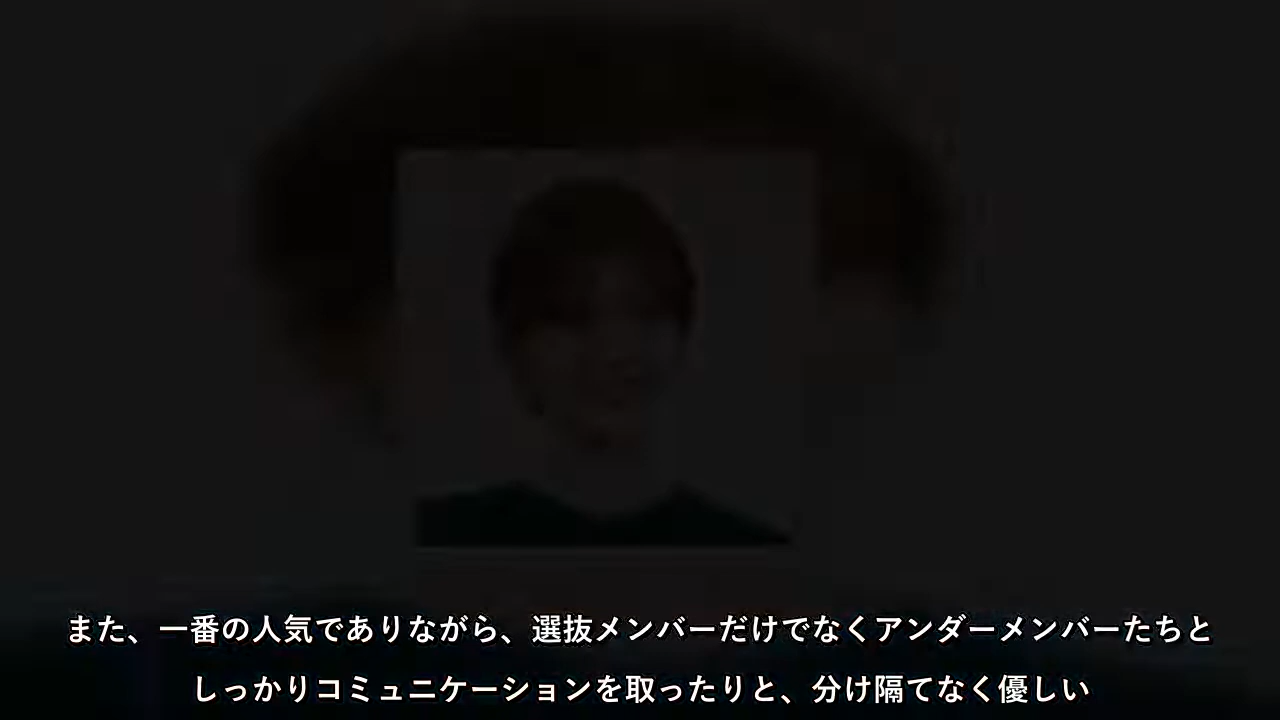 また、一番の人気でありながら、選抜メンバーだけでなくアンダーメンバーたちと
しっかりコミュニケーションを取ったりと、分け隔てなく優しい